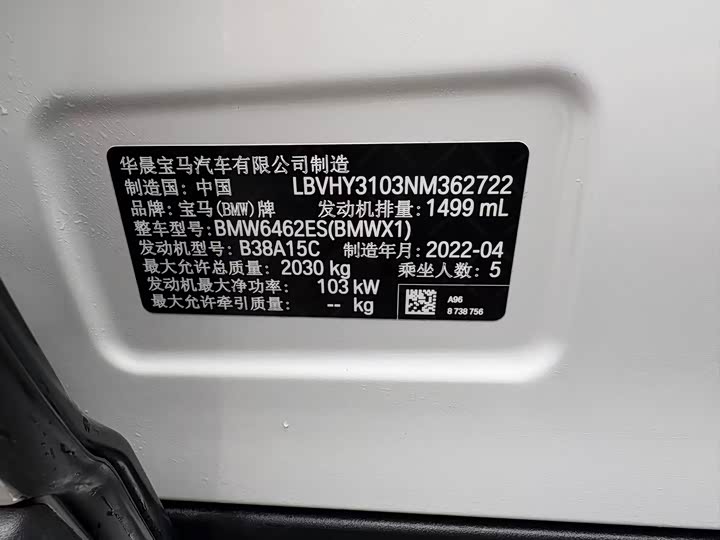 华晨宝马汽车有限公司制造
制造国: 中国 LBVHY3103NM362722
品牌: 宝马(BMW)牌 发动机排量: 1499 mL
整车型号: BMW6462ES(BMWX1)
发动机型号: B38A15C 制造年月: 2022-04
最大允许总质量: 2030 kg 乘坐人数: 5
发动机最大净功率: 103 kW
最大允许牵引质量: -- kg
A96
8 738 756